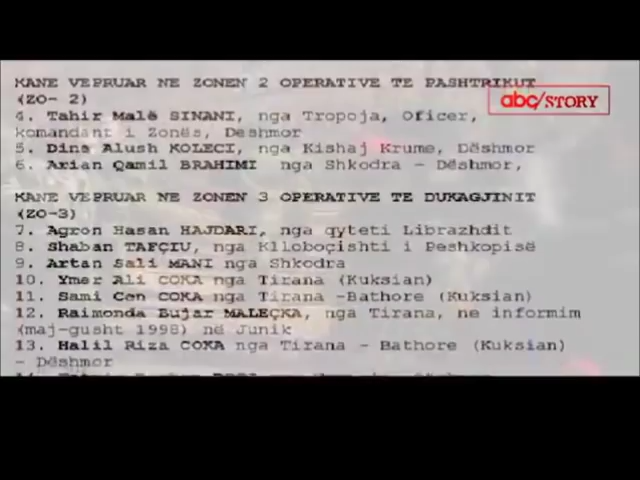 KANE VEPRUAR NE ZONEN 2 OPERATIVE TE PASHTRIKUT
(ZO- 2)
abc/STORY
4. Tahir Malë SINANI, nga Tropoja, Oficer,
komandant i Zonës, Dëshmor
5. Din Alush KOLECI, nga Kishaj Krume, Dëshmor
6. Arian Qamil BRAHIMI nga Shkodra - Dëshmor,
KANE VEPRUAR NE ZONEN 3 OPERATIVE TE DUKAGJINIT
(ZO-3)
7. Agron Hasan HAJDARI, nga qyteti Librazhdit
8. Shaban TAFÇIU, nga Klloboçishti i Peshkopisë
9. Artan Sali MANI nga Shkodra
10. Ymer Ali COKA nga Tirana (Kuksian)
11. Sami Cen COKA nga Tirana -Bathore (Kuksian)
12. Raimonda Bujar MALEÇKA, nga Tirana, ne informim
(maj-gusht 1998) në Junik
13. Halil Riza COKA nga Tirana - Bathore (Kuksian)
- Dëshmor